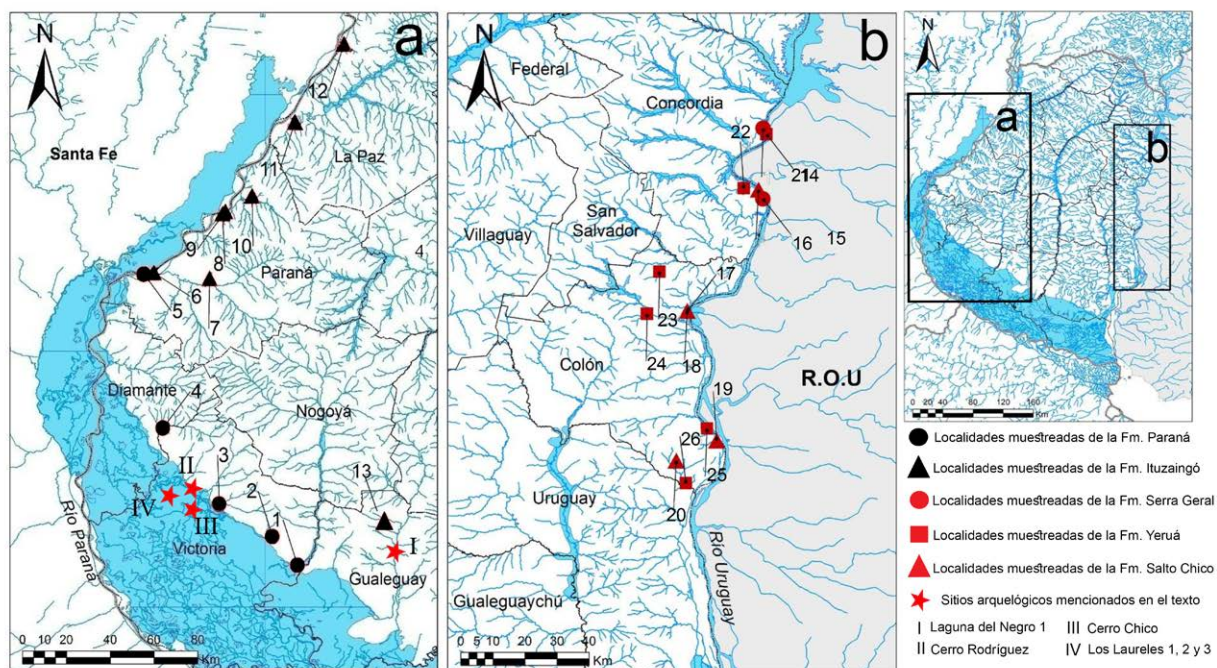 N
a
12
La Paz
Santa Fe
11
9
8
10
4
Paraná
5
6
7
Diamante
4
Nogoyá
3
II
2
13
IV
III
1
I
Victoria
Río Paraná
Gualeguay
0 5 10 20 40 60 80
Km
N
b
Federal
Concordia
22
2114
San
Salvador
16
15
Villaguay
17
23
24
18
Colón
19
R.O.U
26
25
Uruguay
20
Río Uruguay
Gualeguaychú
0 5 10 20 30 40
Km
N
a
b
0 20 40 80 120 160
Km
Localidades muestreadas de la Fm. Paraná
Localidades muestreadas de la Fm. Ituzaingó
Localidades muestreadas de la Fm. Serra Geral
Localidades muestreadas de la Fm. Yeruá
Localidades muestreadas de la Fm. Salto Chico
Sitios arquelógicos mencionados en el texto
I Laguna del Negro 1
III Cerro Chico
II Cerro Rodríguez
IV Los Laureles 1, 2 y 3